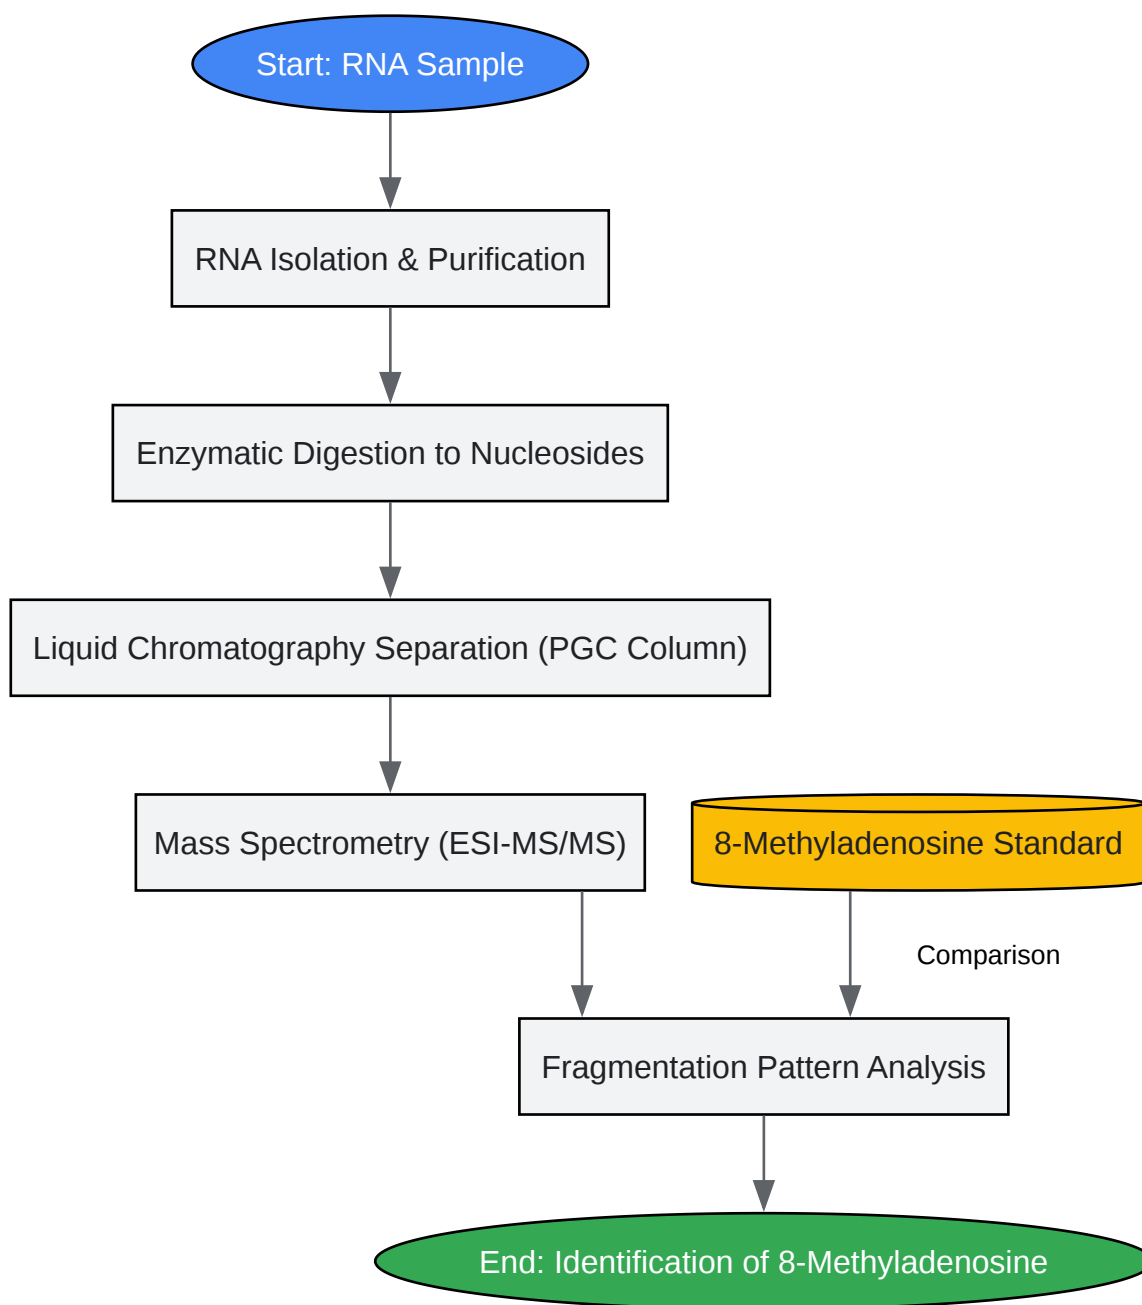 Start: RNA Sample
RNA Isolation & Purification
Enzymatic Digestion to Nucleosides
Liquid Chromatography Separation (PGC Column)
Mass Spectrometry (ESI-MS/MS)
8-Methyladenosine Standard
Comparison
Fragmentation Pattern Analysis
End: Identification of 8-Methyladenosine